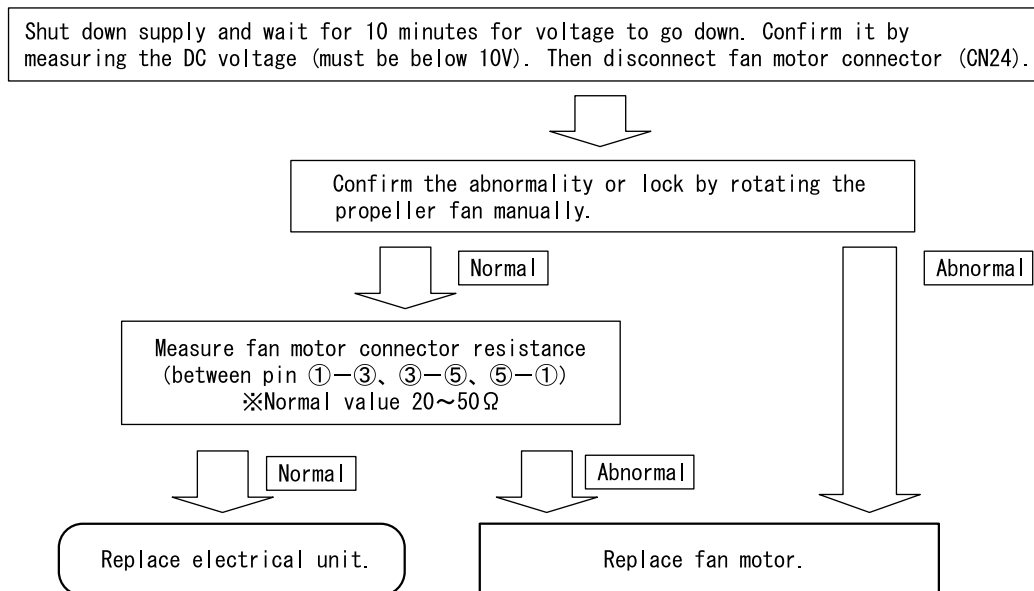 Shut down supply and wait for 10 minutes for voltage to go down. Confirm it by
measuring the DC voltage (must be below 10V). Then disconnect fan motor connector (CN24).
Confirm the abnormality or lock by rotating the
propeller fan manually.
Normal
Abnormal
Measure fan motor connector resistance
(between pin ①－③、③－⑤、⑤－①)
※Normal value 20～50Ω
Normal
Abnormal
Replace electrical unit.
Replace fan motor.